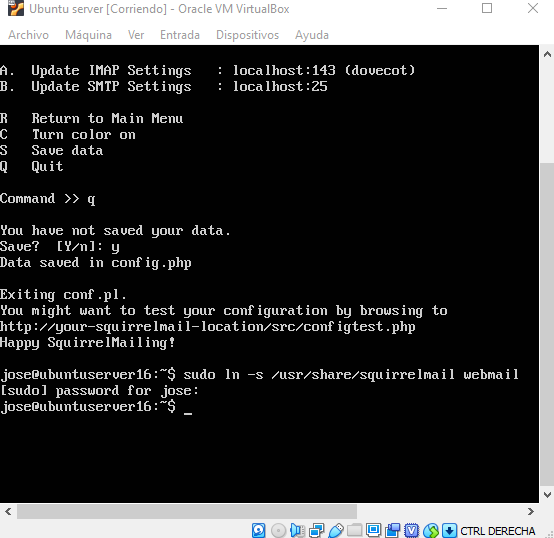 Ubuntu server [Corriendo] - Oracle VM VirtualBox
Archivo Máquina Ver Entrada Dispositivos Ayuda
A. Update IMAP Settings : localhost:143 (dovecot)
B. Update SMTP Settings : localhost:25
R Return to Main Menu
C Turn color on
S Save data
Q Quit
Command >> q
You have not saved your data.
Save? [Y/n]: y
Data saved in config.php
Exiting conf.pl.
You might want to test your configuration by browsing to
http://your-squirrelmail-location/src/configtest.php
Happy SquirrelMailing!
jose@ubuntuserver16:~$ sudo ln -s /usr/share/squirrelmail webmail
[sudo] password for jose:
jose@ubuntuserver16:~$ _
CTRL DERECHA